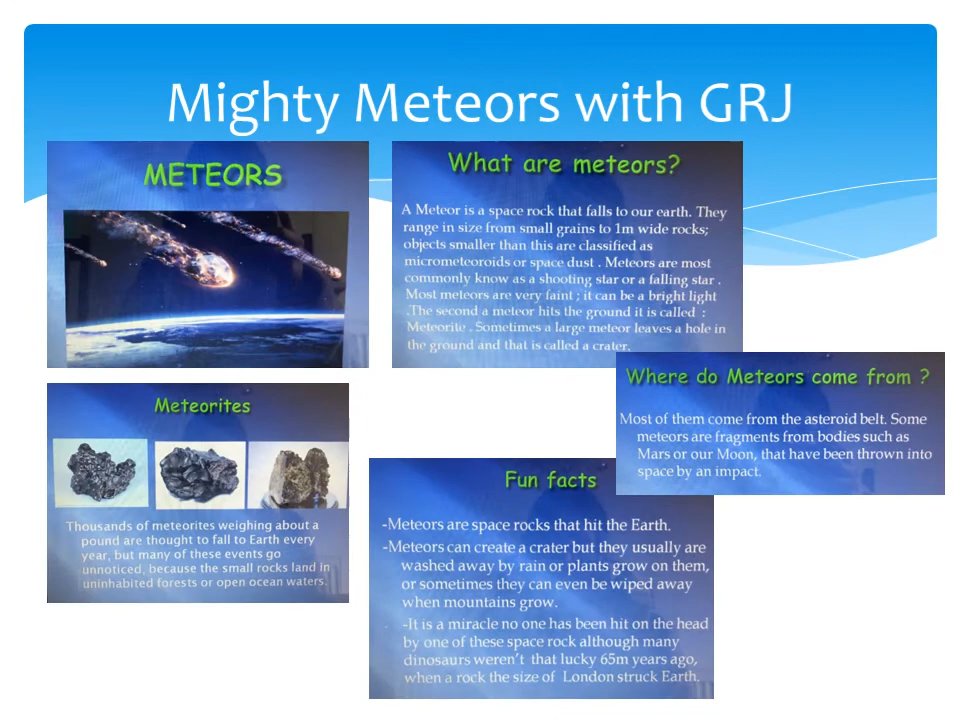 Mighty Meteors with GRJ
METEORS
What are meteors?
A Meteor is a space rock that falls to our earth. They
range in size from small grains to 1m wide rocks;
objects smaller than this are classified as
micrometeoroids or space dust . Meteors are most
commonly know as a shooting star or a falling star .
Most meteors are very faint ; it can be a bright light
.The second a meteor hits the ground it is called :
Meteorite . Sometimes a large meteor leaves a hole in
the ground and that is called a crater.
Where do Meteors come from ?
Most of them come from the asteroid belt. Some
meteors are fragments from bodies such as
Mars or our Moon, that have been thrown into
space by an impact.
Meteorites
Thousands of meteorites weighing about a
pound are thought to fall to Earth every
year, but many of these events go
unnoticed, because the small rocks land in
uninhabited forests or open ocean waters.
Fun facts
-Meteors are space rocks that hit the Earth.
-Meteors can create a crater but they usually are
washed away by rain or plants grow on them,
or sometimes they can even be wiped away
when mountains grow.
- -It is a miracle no one has been hit on the head
by one of these space rock although many
dinosaurs weren't that lucky 65m years ago,
when a rock the size of London struck Earth.